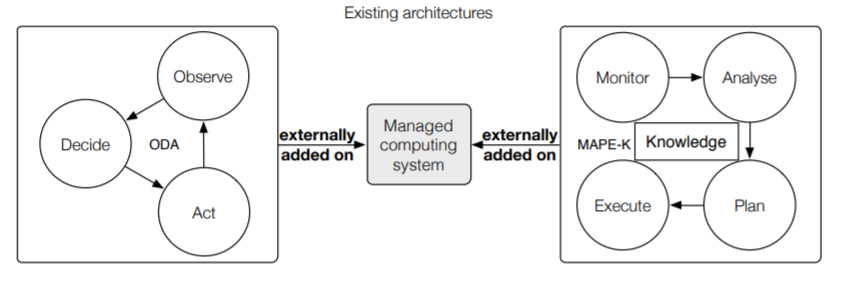 Existing architectures
Observe
Decide
ODA
Act
externally
added on
Managed
computing
system
externally
added on
Monitor
Analyse
MAPE-K
Knowledge
Execute
Plan